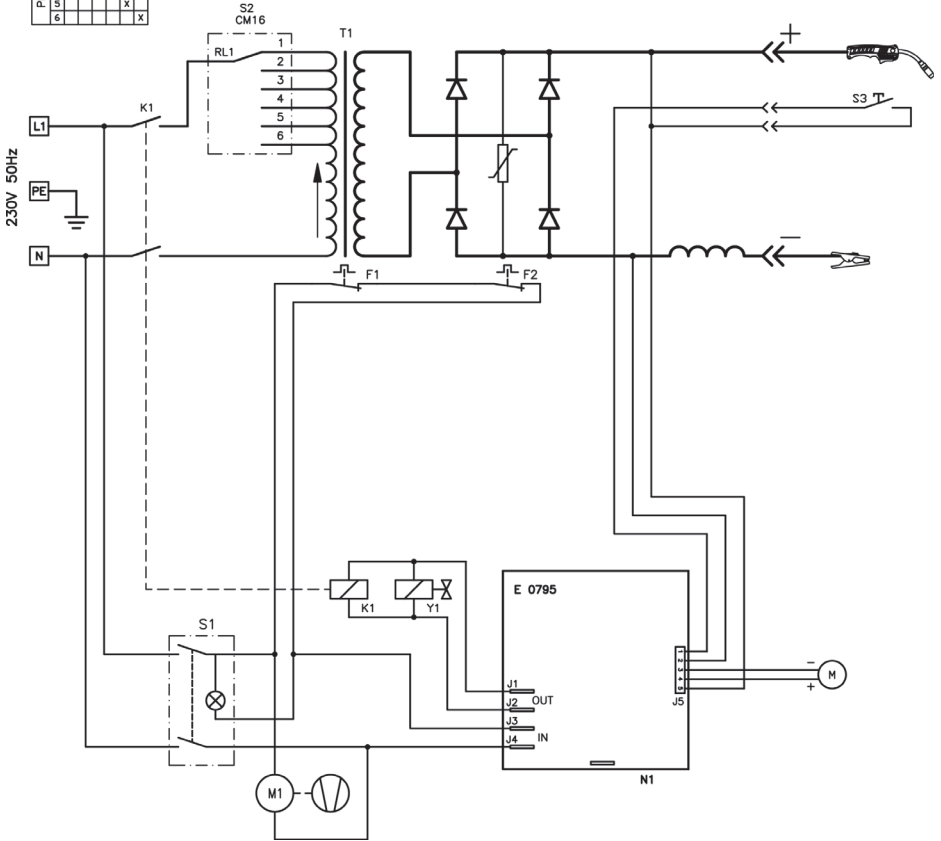 P
5 X
6 X
S2
CM16
T1
RL1
1
2
3
4
5
6
+
S3
K1
L1
230V 50Hz
PE
N
−
F1
F2
E 0795
K1
Y1
S1
1
2
3
4
5
J5
−
M
+
J1
OUT
J2
J3
IN
J4
N1
M1